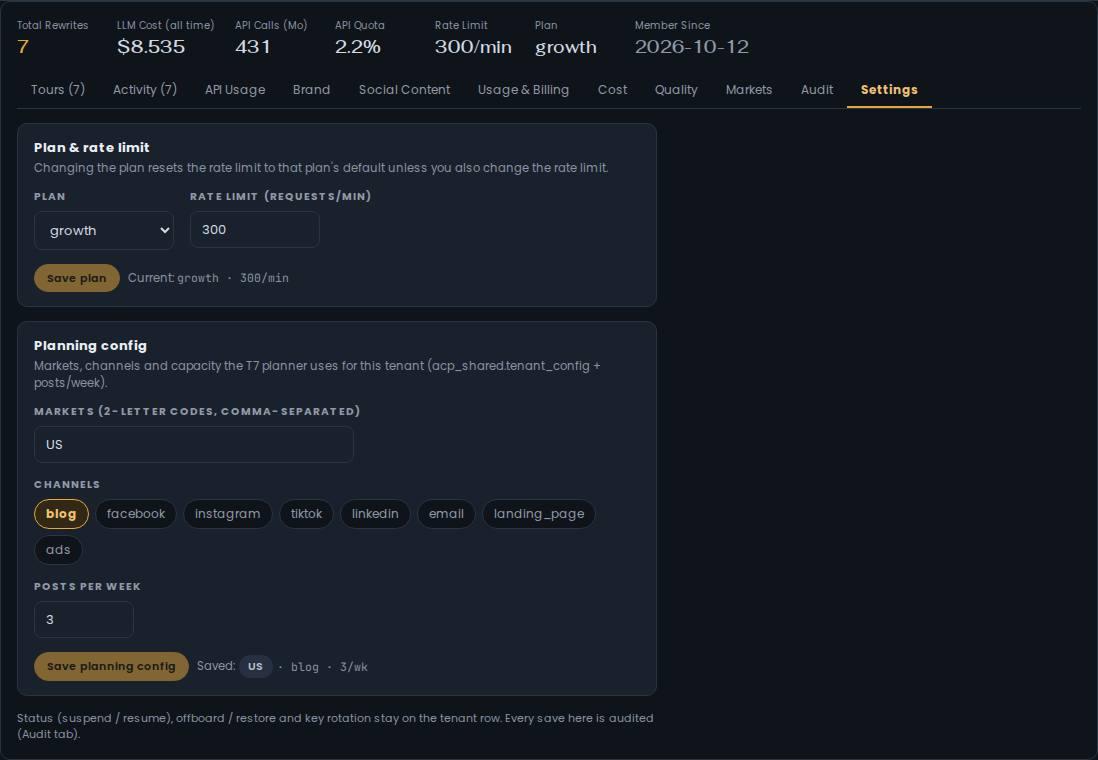 Total Rewrites LLM Cost (all time) API Calls (Mo) API Quota Rate Limit Plan Member Since
7 $8.535 431 2.2% 300/min growth 2026-10-12
Tours (7) Activity (7) API Usage Brand Social Content Usage & Billing Cost Quality Markets Audit Settings
Plan & rate limit
Changing the plan resets the rate limit to that plan's default unless you also change the rate limit.
PLAN RATE LIMIT (REQUESTS/MIN)
growth 300
Save plan Current: growth · 300/min
Planning config
Markets, channels and capacity the T7 planner uses for this tenant (acp_shared.tenant_config +
posts/week).
MARKETS (2-LETTER CODES, COMMA-SEPARATED)
US
CHANNELS
blog facebook instagram tiktok linkedin email landing_page
ads
POSTS PER WEEK
3
Save planning config Saved: US · blog · 3/wk
Status (suspend / resume), offboard / restore and key rotation stay on the tenant row. Every save here is audited
(Audit tab).